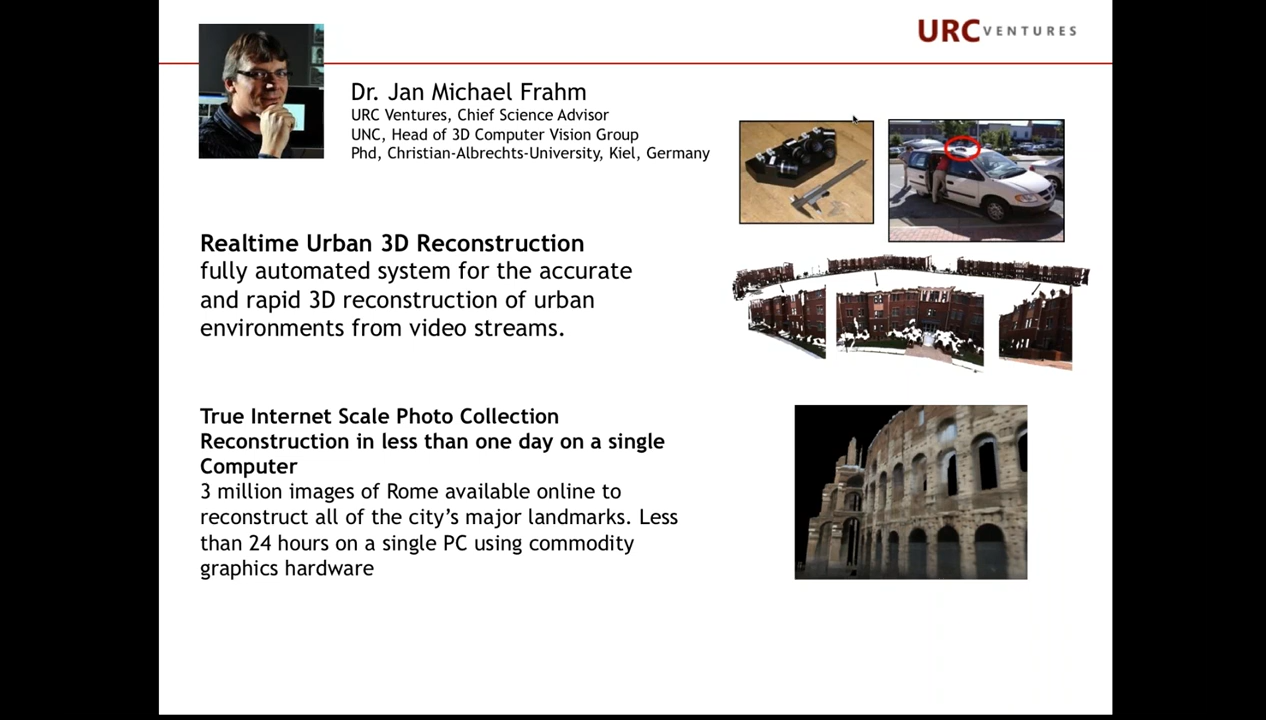 URC VENTURES
Dr. Jan Michael Frahm
URC Ventures, Chief Science Advisor
UNC, Head of 3D Computer Vision Group
Phd, Christian-Albrechts-University, Kiel, Germany
Realtime Urban 3D Reconstruction
fully automated system for the accurate
and rapid 3D reconstruction of urban
environments from video streams.
True Internet Scale Photo Collection
Reconstruction in less than one day on a single
Computer
3 million images of Rome available online to
reconstruct all of the city's major landmarks. Less
than 24 hours on a single PC using commodity
graphics hardware